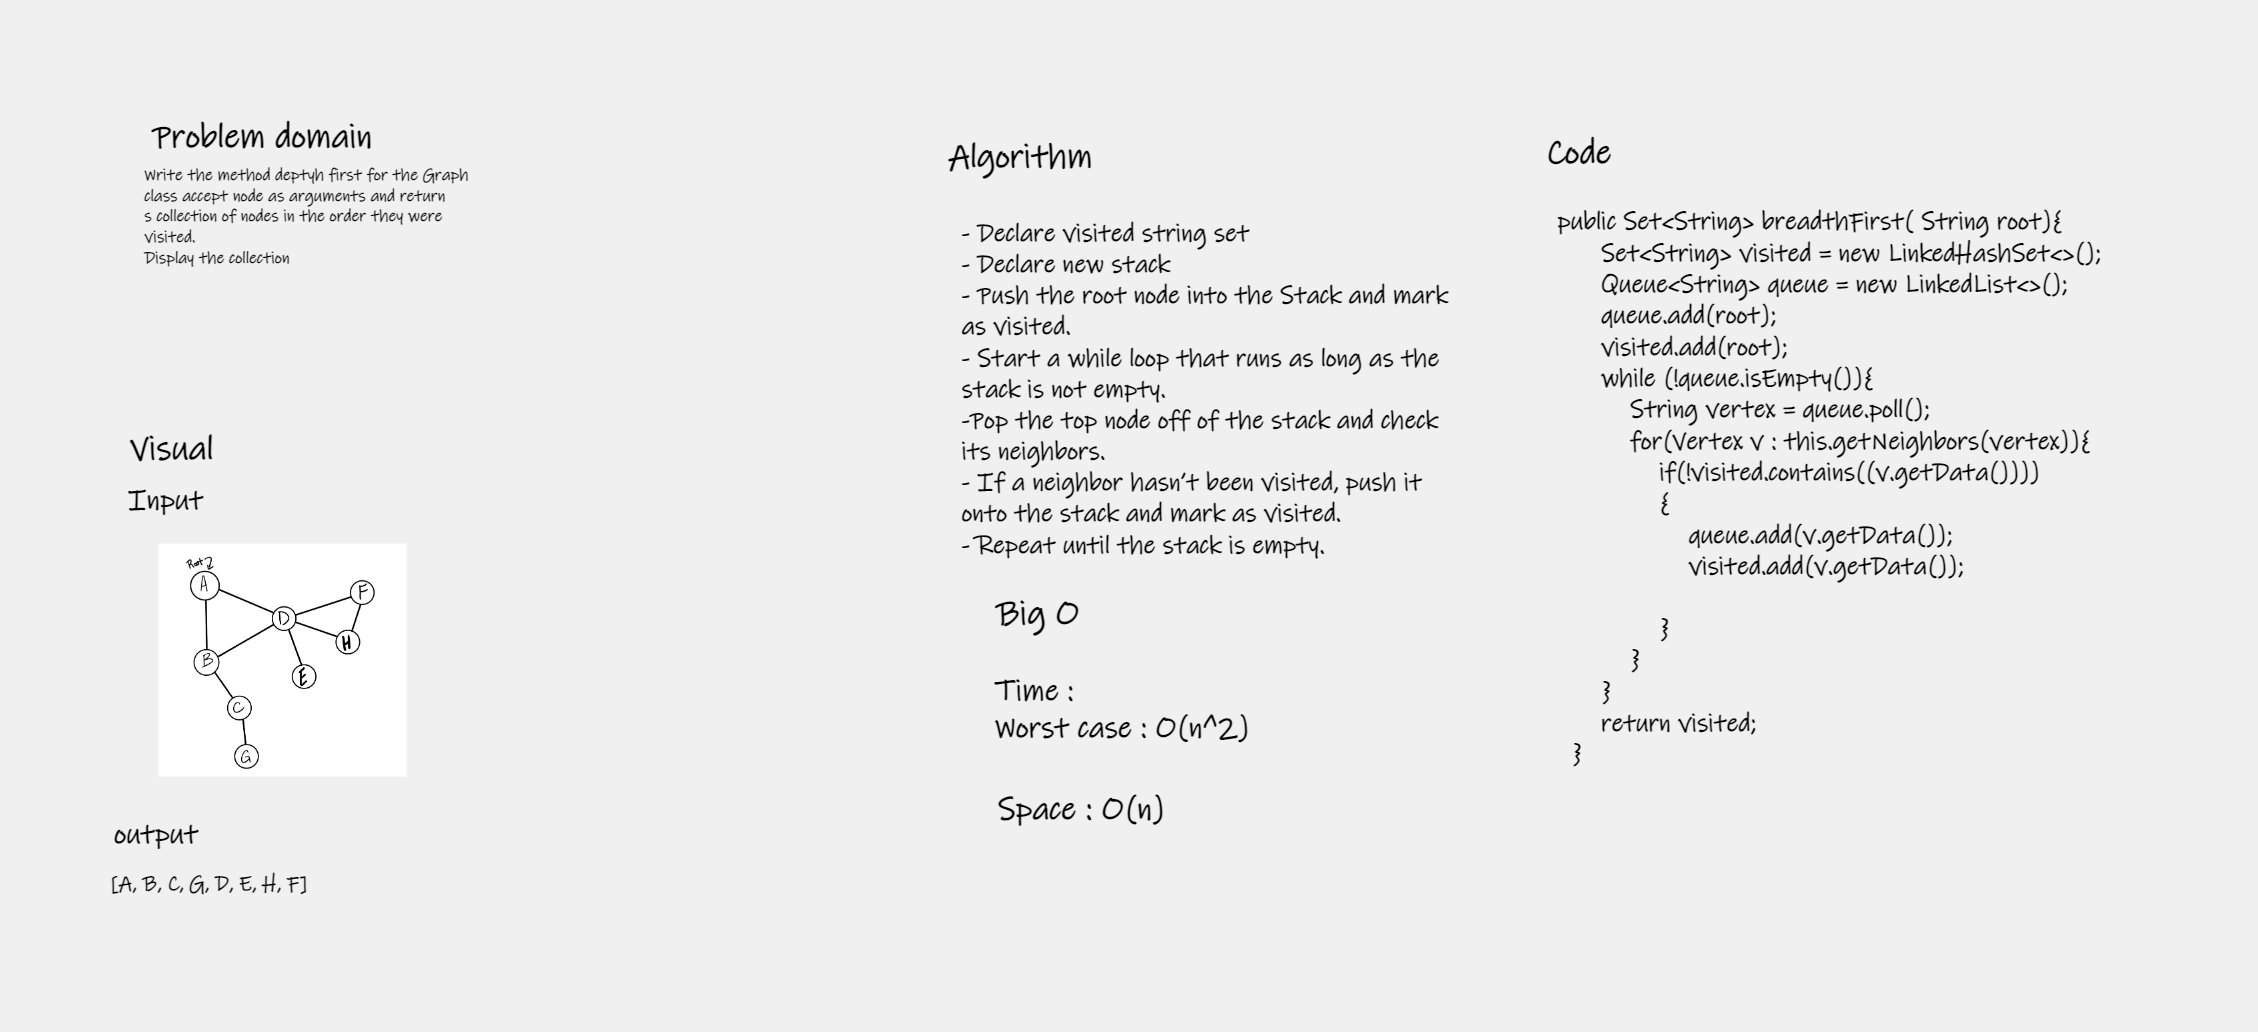 Problem domain
Write the method deptyh first for the Graph
class accept node as arguments and return
s collection of nodes in the order they were
visited.
Display the collection
Visual
Input
Root
A
F
D
H
B
E
C
G
output
[A, B, C, G, D, E, H, F]
Algorithm
- Declare visited string set
- Declare new stack
- Push the root node into the Stack and mark
as visited.
- Start a while loop that runs as long as the
stack is not empty.
-Pop the top node off of the stack and check
its neighbors.
- If a neighbor hasn't been visited, push it
onto the stack and mark as visited.
- Repeat until the stack is empty.
Big O
Time :
Worst case : O(n^2)
Space : O(n)
Code
public Set<String> breadthFirst( String root){
Set<String> visited = new LinkedHashSet<>();
Queue<String> queue = new LinkedList<>();
queue.add(root);
visited.add(root);
while (!queue.isEmpty()){
String vertex = queue.poll();
for(Vertex v : this.getNeighbors(vertex)){
if(!visited.contains((v.getData())))
{
queue.add(v.getData());
visited.add(v.getData());
}
}
}
return visited;
}